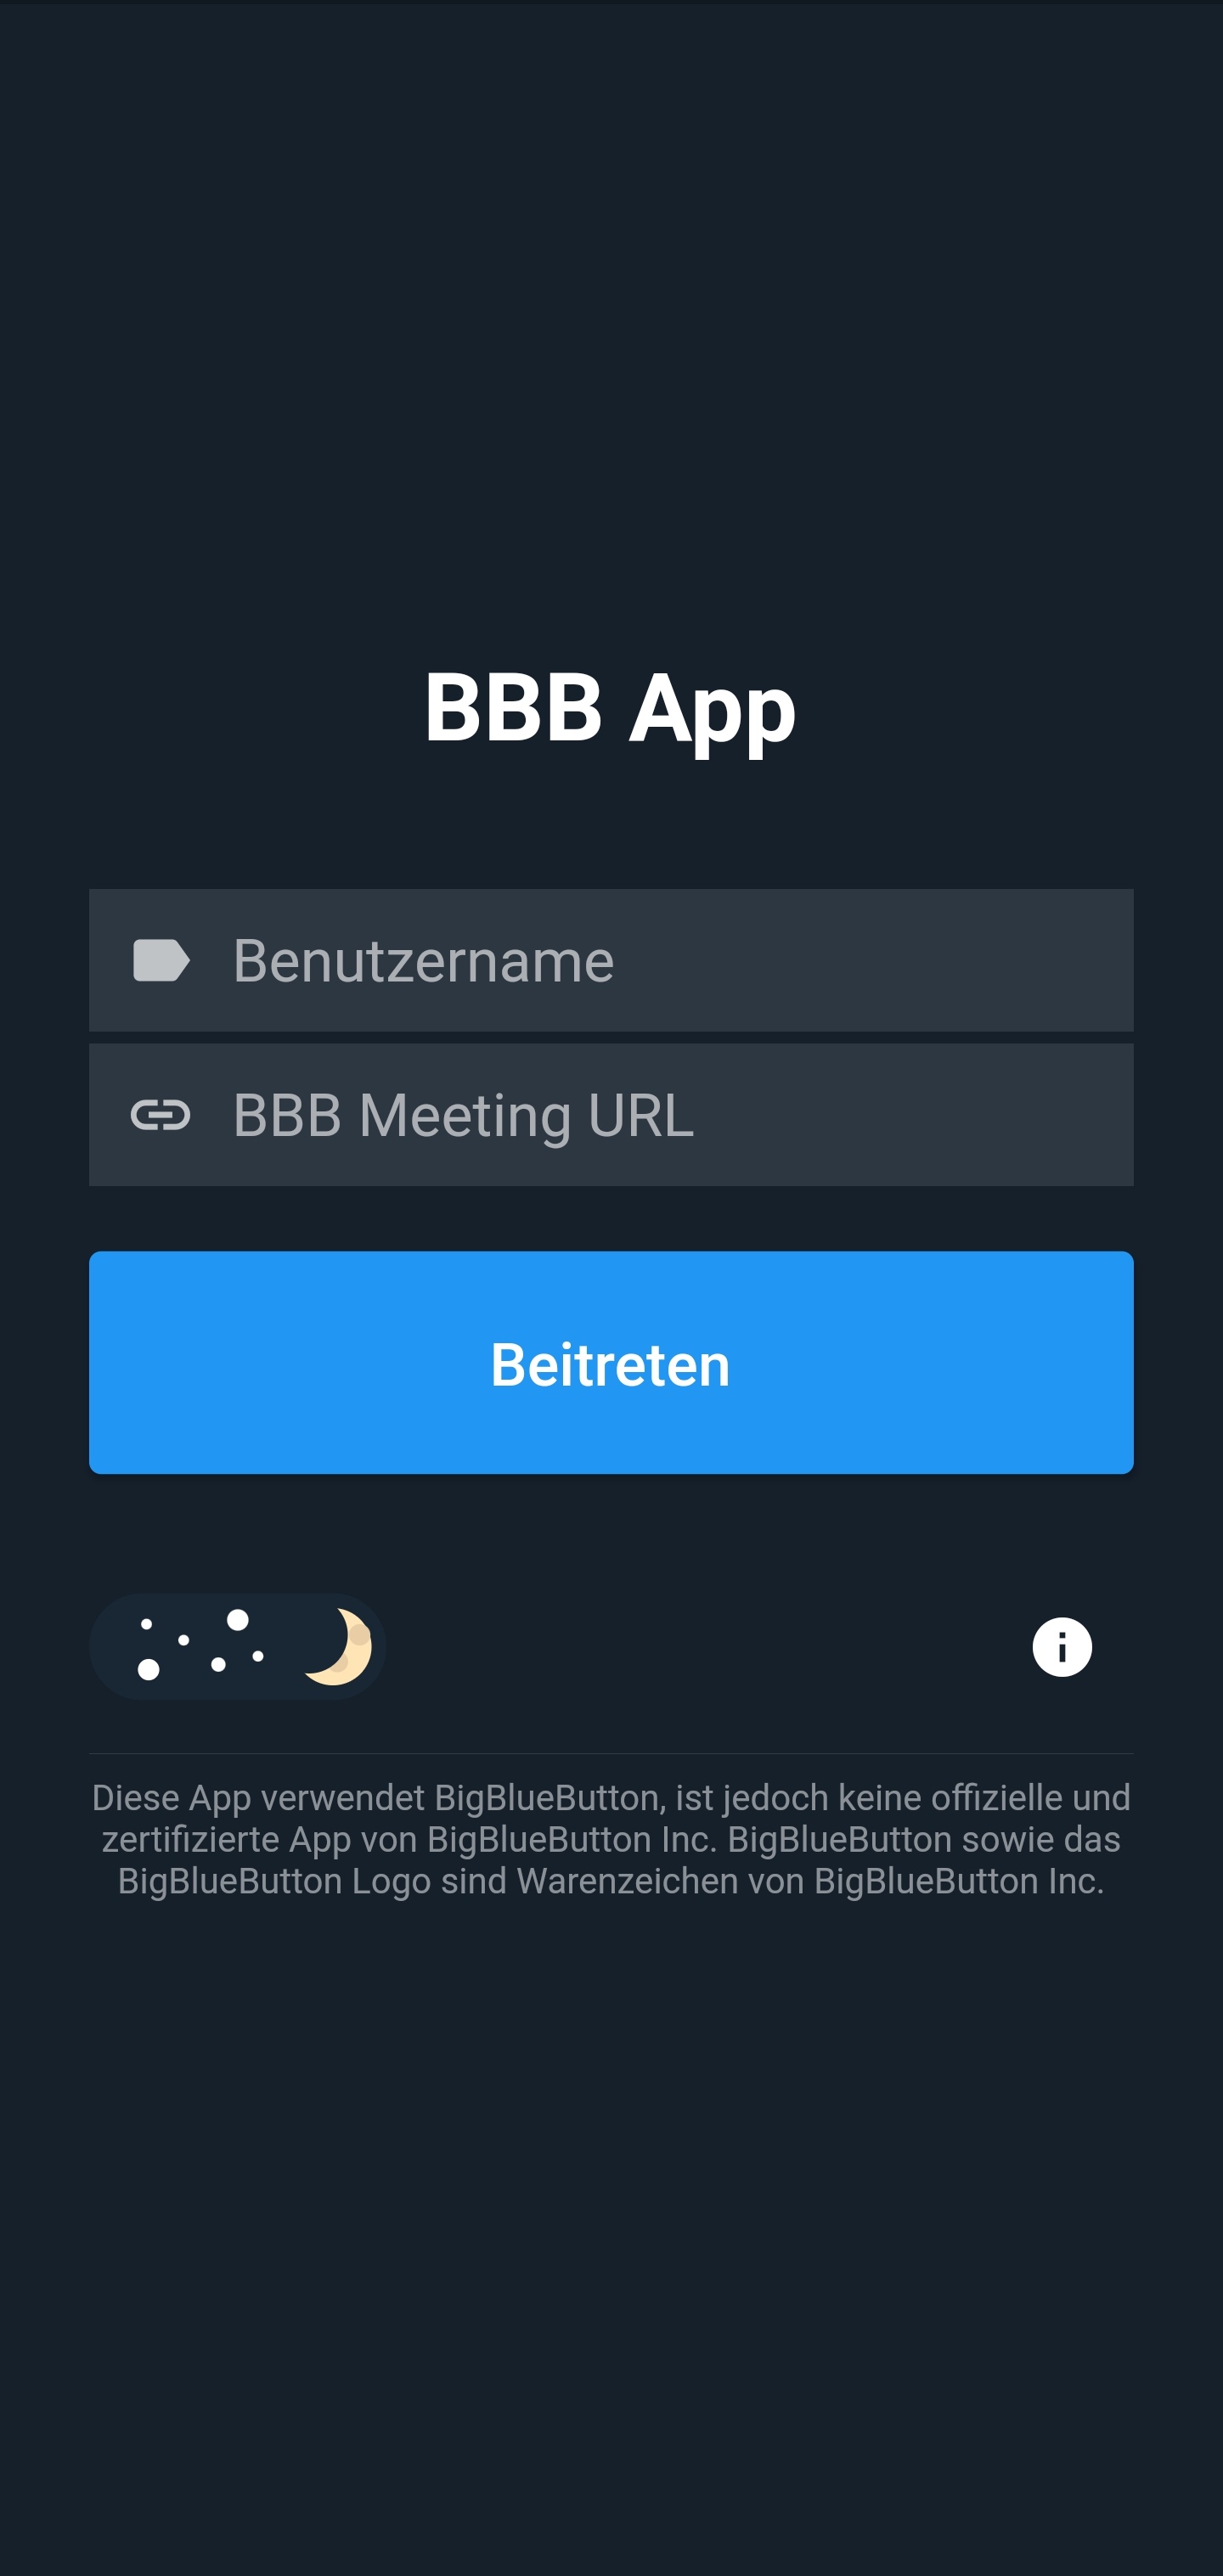 BBB App
Benutzername
BBB Meeting URL
Beitreten
Diese App verwendet BigBlueButton, ist jedoch keine offizielle und
zertifizierte App von BigBlueButton Inc. BigBlueButton sowie das
BigBlueButton Logo sind Warenzeichen von BigBlueButton Inc.